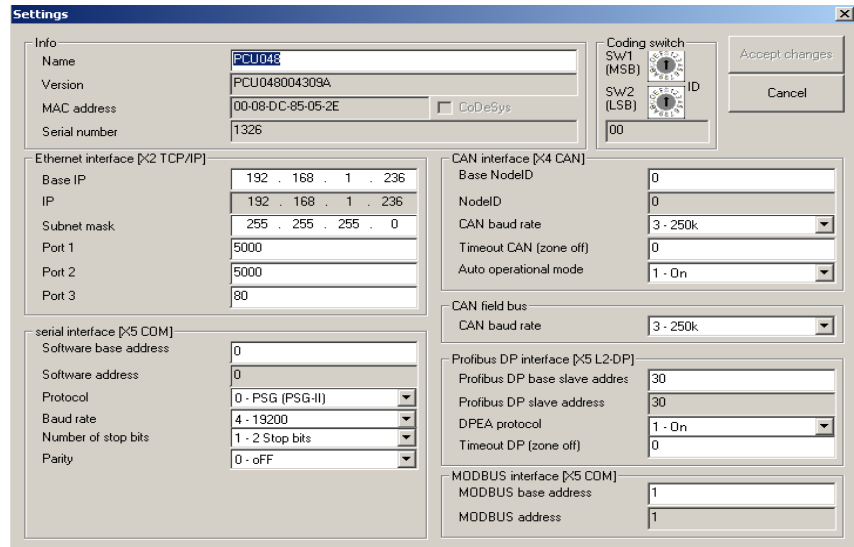 Settings
Info
Name PCU048
Version PCU048004309A
MAC address 00-08-DC-85-05-2E CoDeSys
Serial number 1326
Coding switch
SW1 (MSB)
SW2 (LSB) ID
00
Accept changes
Cancel
Ethernet interface [X2 TCP/IP]
Base IP 192 . 168 . 1 . 236
IP 192 . 168 . 1 . 236
Subnet mask 255 . 255 . 255 . 0
Port 1 5000
Port 2 5000
Port 3 80
serial interface [X5 COM]
Software base address 0
Software address 0
Protocol 0 - PSG (PSG-II)
Baud rate 4 - 19200
Number of stop bits 1 - 2 Stop bits
Parity 0 - oFF
CAN interface [X4 CAN]
Base NodeID 0
NodeID 0
CAN baud rate 3 - 250k
Timeout CAN (zone off) 0
Auto operational mode 1 - On
CAN field bus
CAN baud rate 3 - 250k
Profibus DP interface [X5 L2-DP]
Profibus DP base slave addres 30
Profibus DP slave address 30
DPEA protocol 1 - On
Timeout DP (zone off) 0
MODBUS interface [X5 COM]
MODBUS base address 1
MODBUS address 1